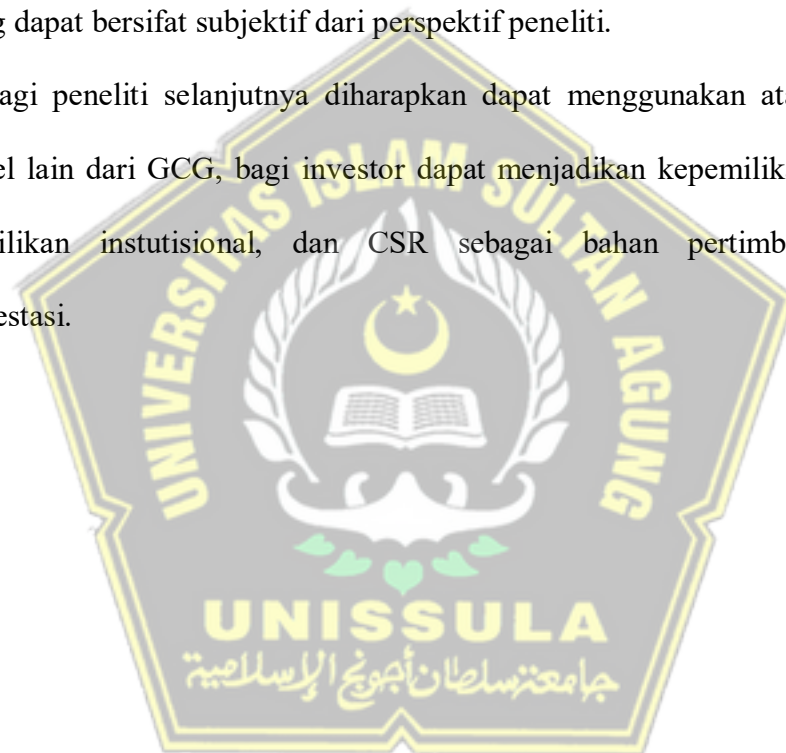 g dapat bersifat subjektif dari perspektif peneliti.
agi peneliti selanjutnya diharapkan dapat menggunakan ata
el lain dari GCG, bagi investor dapat menjadikan kepemilik
ilikan instutisional, dan CSR sebagai bahan pertimb
estasi.
UNIVERSITAS ISLAM SULTAN AGUNG
UNISSULA
جامعة سلطان أجونج الإسلامية